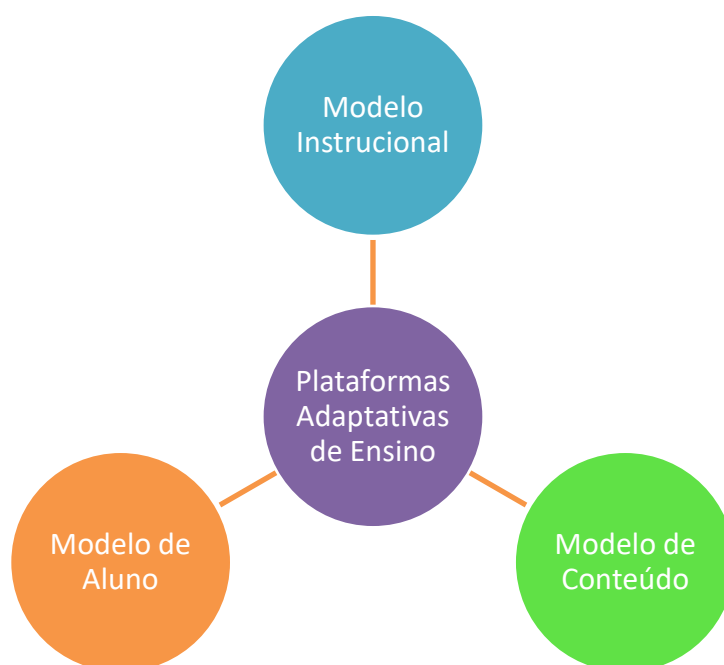 Modelo
Instrucional
Plataformas
Adaptativas
de Ensino
Modelo de
Aluno
Modelo de
Conteúdo